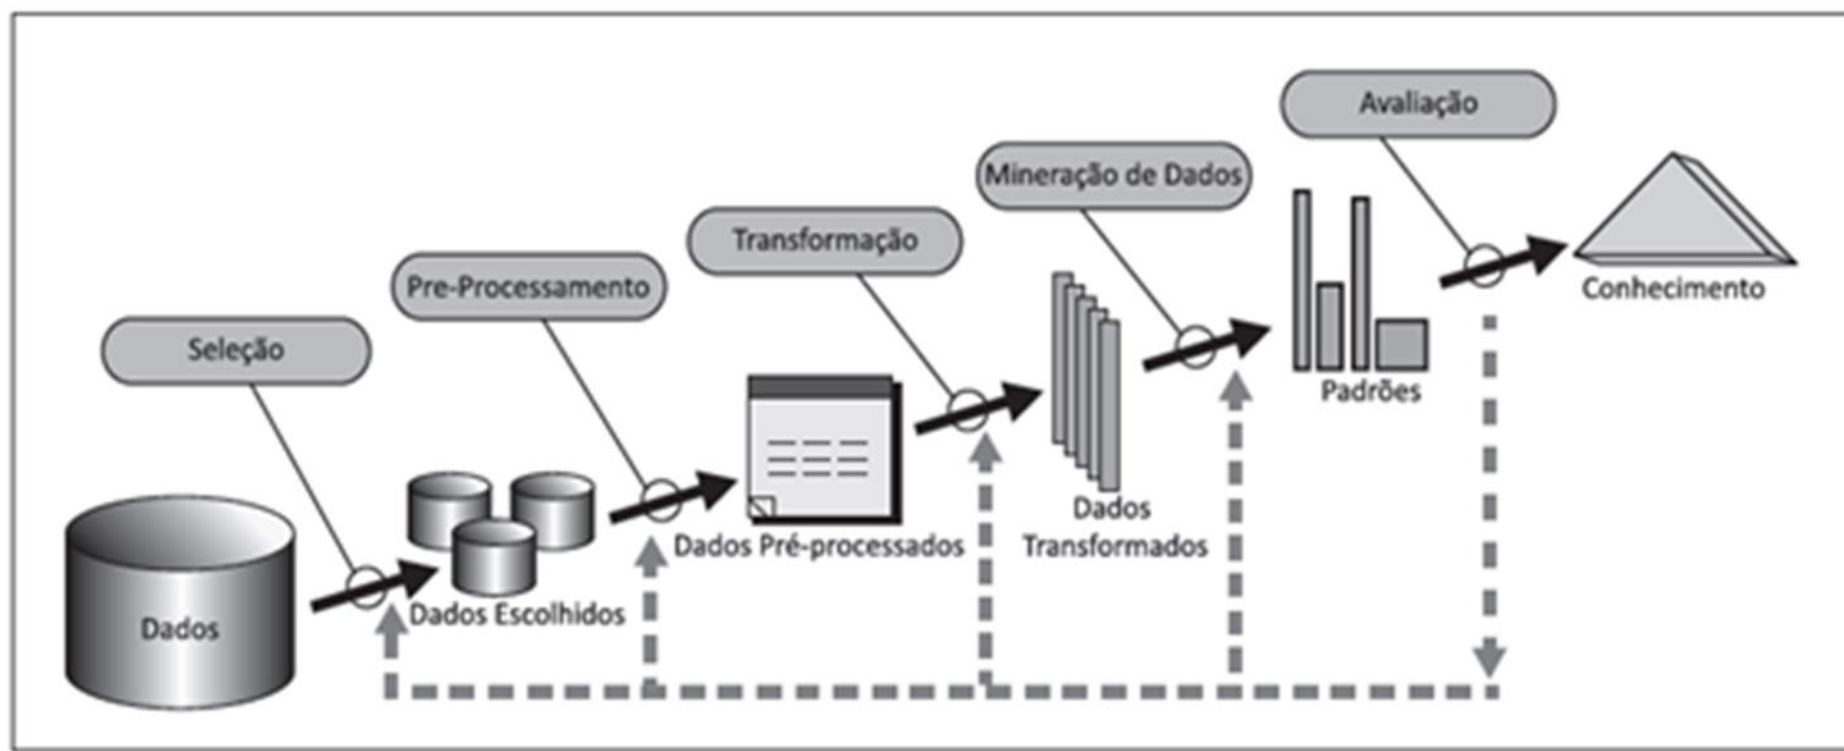 Avaliação
Mineração de Dados
Transformação
Pre-Processamento
Seleção
Conhecimento
Padrões
Dados
Transformados
Dados Pré-processados
Dados Escolhidos
Dados